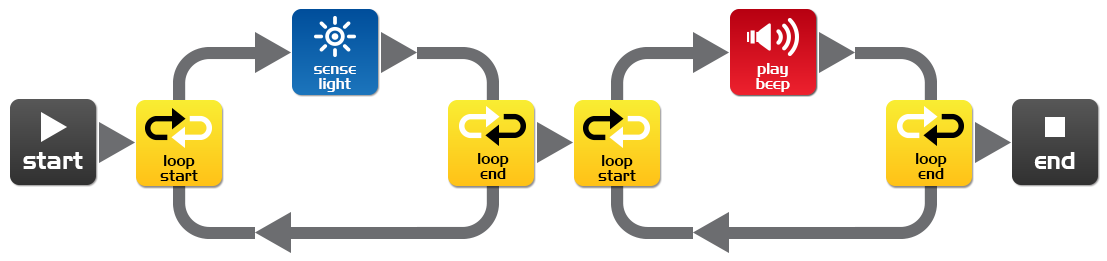 start
loop
start
sense
light
loop
end
loop
start
play
beep
loop
end
end